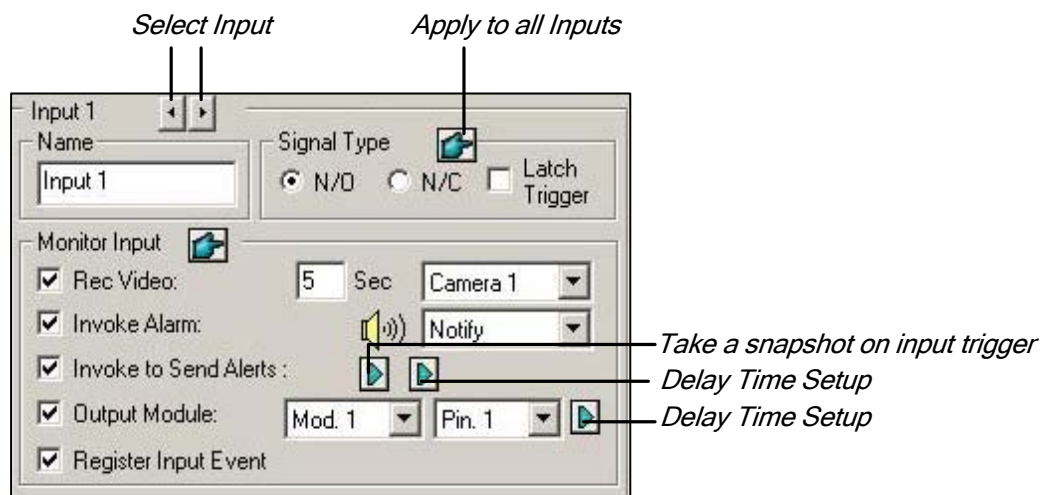 Select Input
Apply to all Inputs
Input 1
Name
Input 1
Signal Type
N/O N/C Latch Trigger
Monitor Input
Rec Video: 5 Sec Camera 1
Invoke Alarm: Notify
Invoke to Send Alerts :
Take a snapshot on input trigger
Delay Time Setup
Output Module: Mod. 1 Pin. 1
Delay Time Setup
Register Input Event